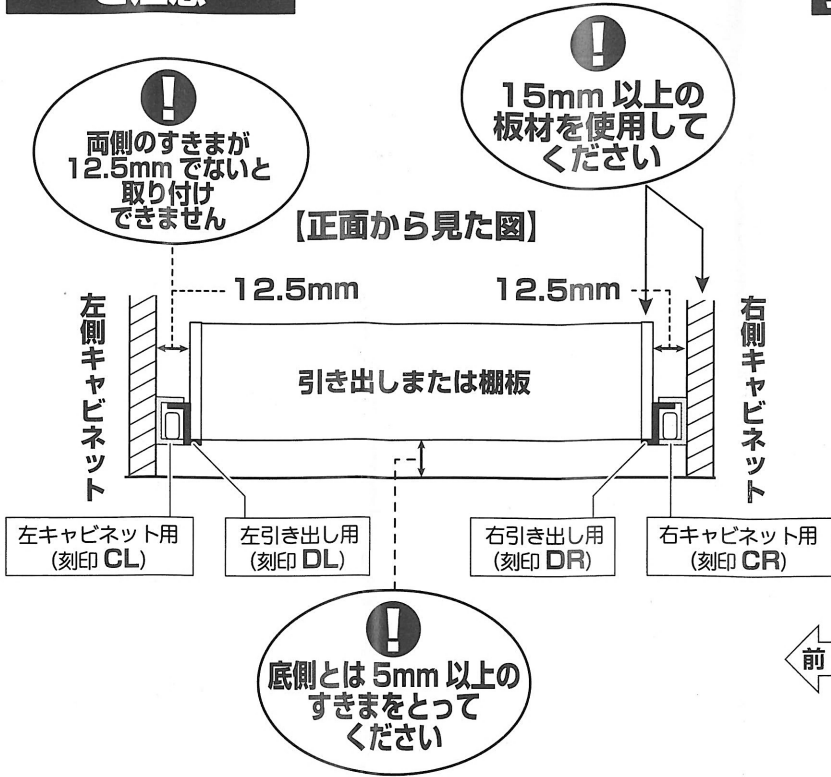 ご注意
両側のすきまが
12.5mm でないと
取り付け
できません
15mm 以上の
板材を使用して
ください
【正面から見た図】
12.5mm
12.5mm
左側キャビネット
引き出しまたは棚板
右側キャビネット
左キャビネット用
(刻印 CL)
左引き出し用
(刻印 DL)
右引き出し用
(刻印 DR)
右キャビネット用
(刻印 CR)
底側とは 5mm 以上の
すきまをとって
ください
前